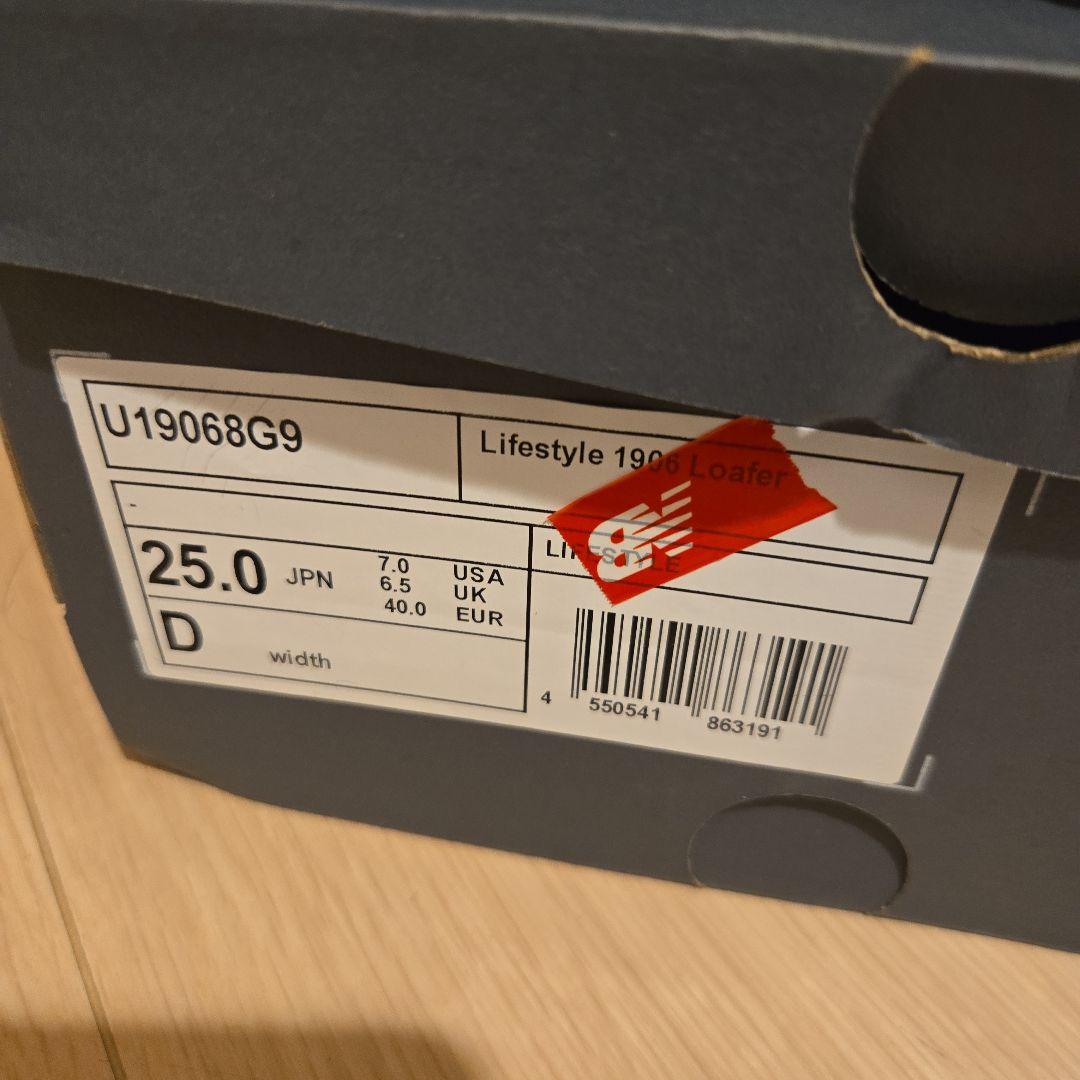 U19068G9
Lifestyle 1906 Loafer
-
25.0 JPN
7.0 USA
6.5 UK
40.0 EUR
D width
LIFESTYLE
NB
4 550541 863191